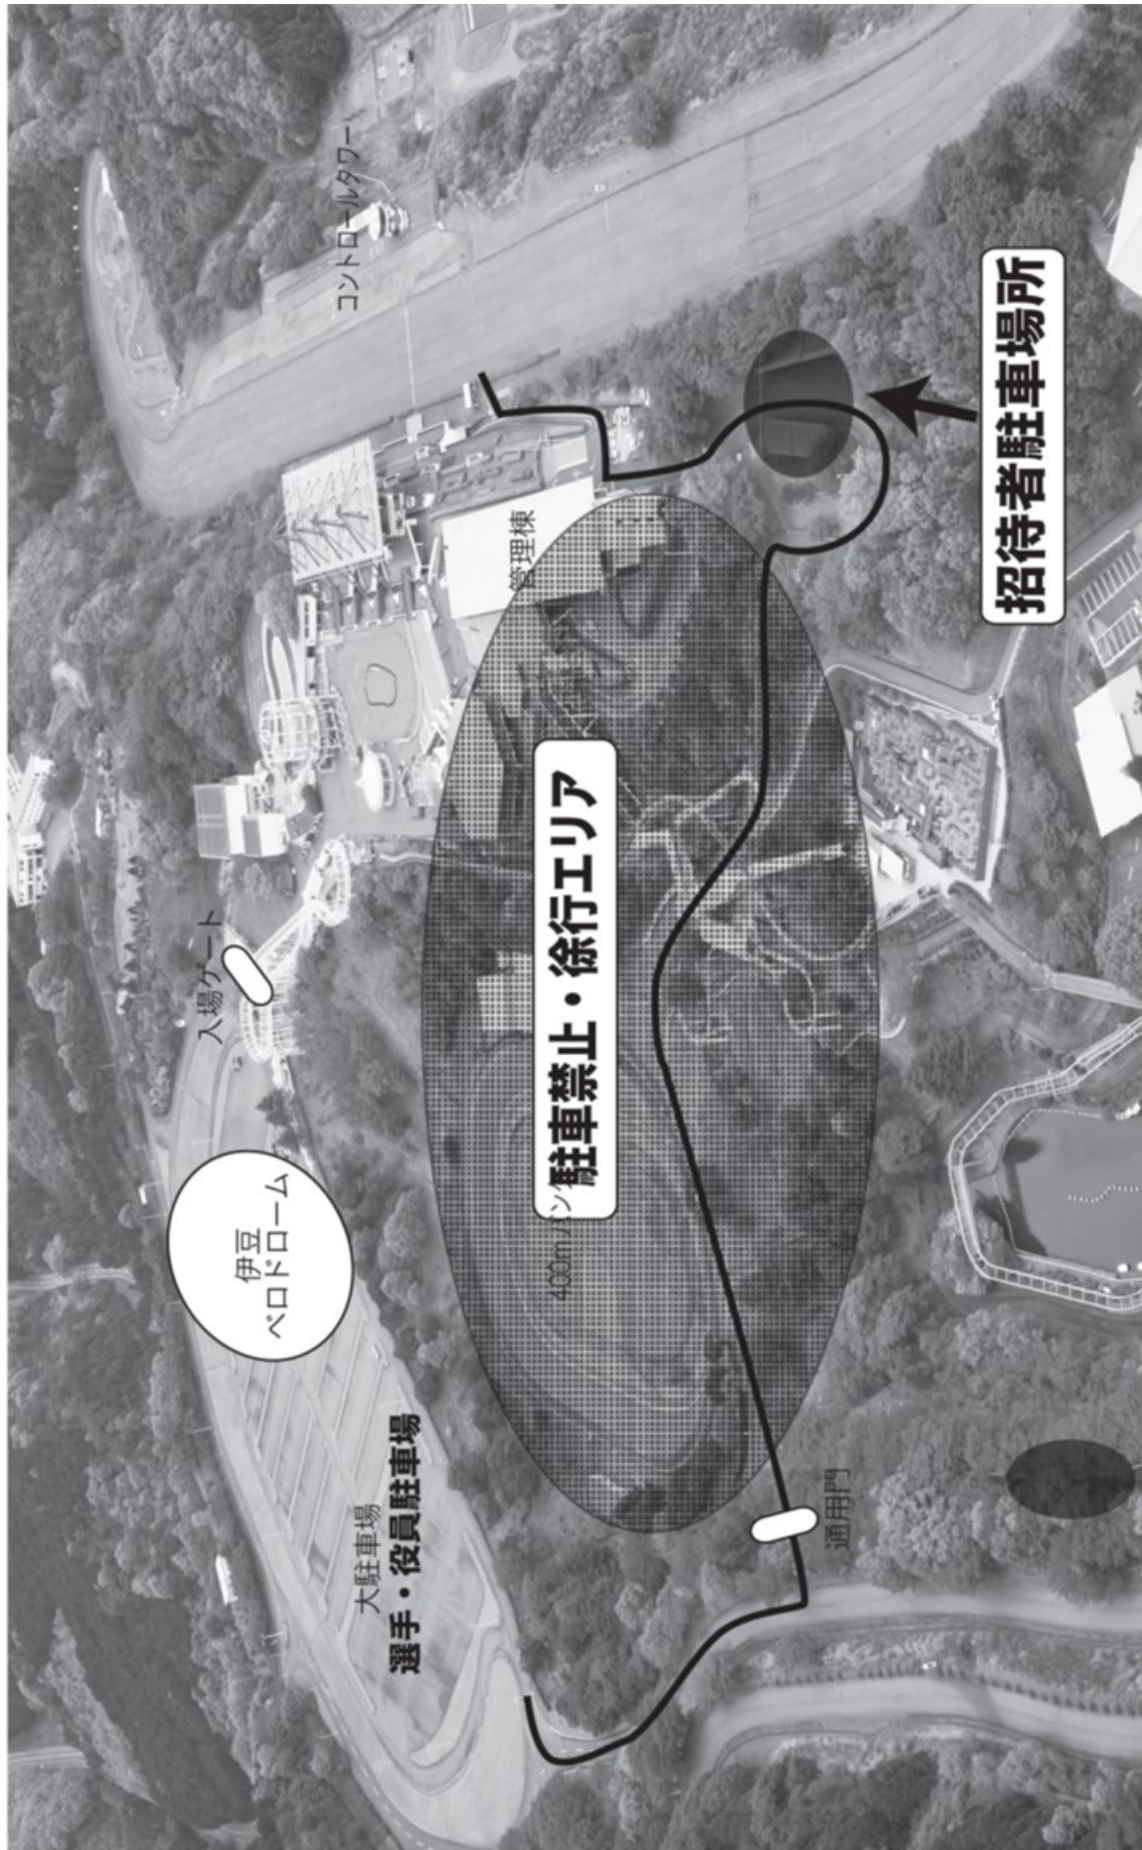 コントロールタワー
招待者駐車場所
管理棟
駐車禁止・徐行エリア
400mバンク
入場ゲート
伊豆
ベロドローム
大駐車場
選手・役員駐車場
通用門